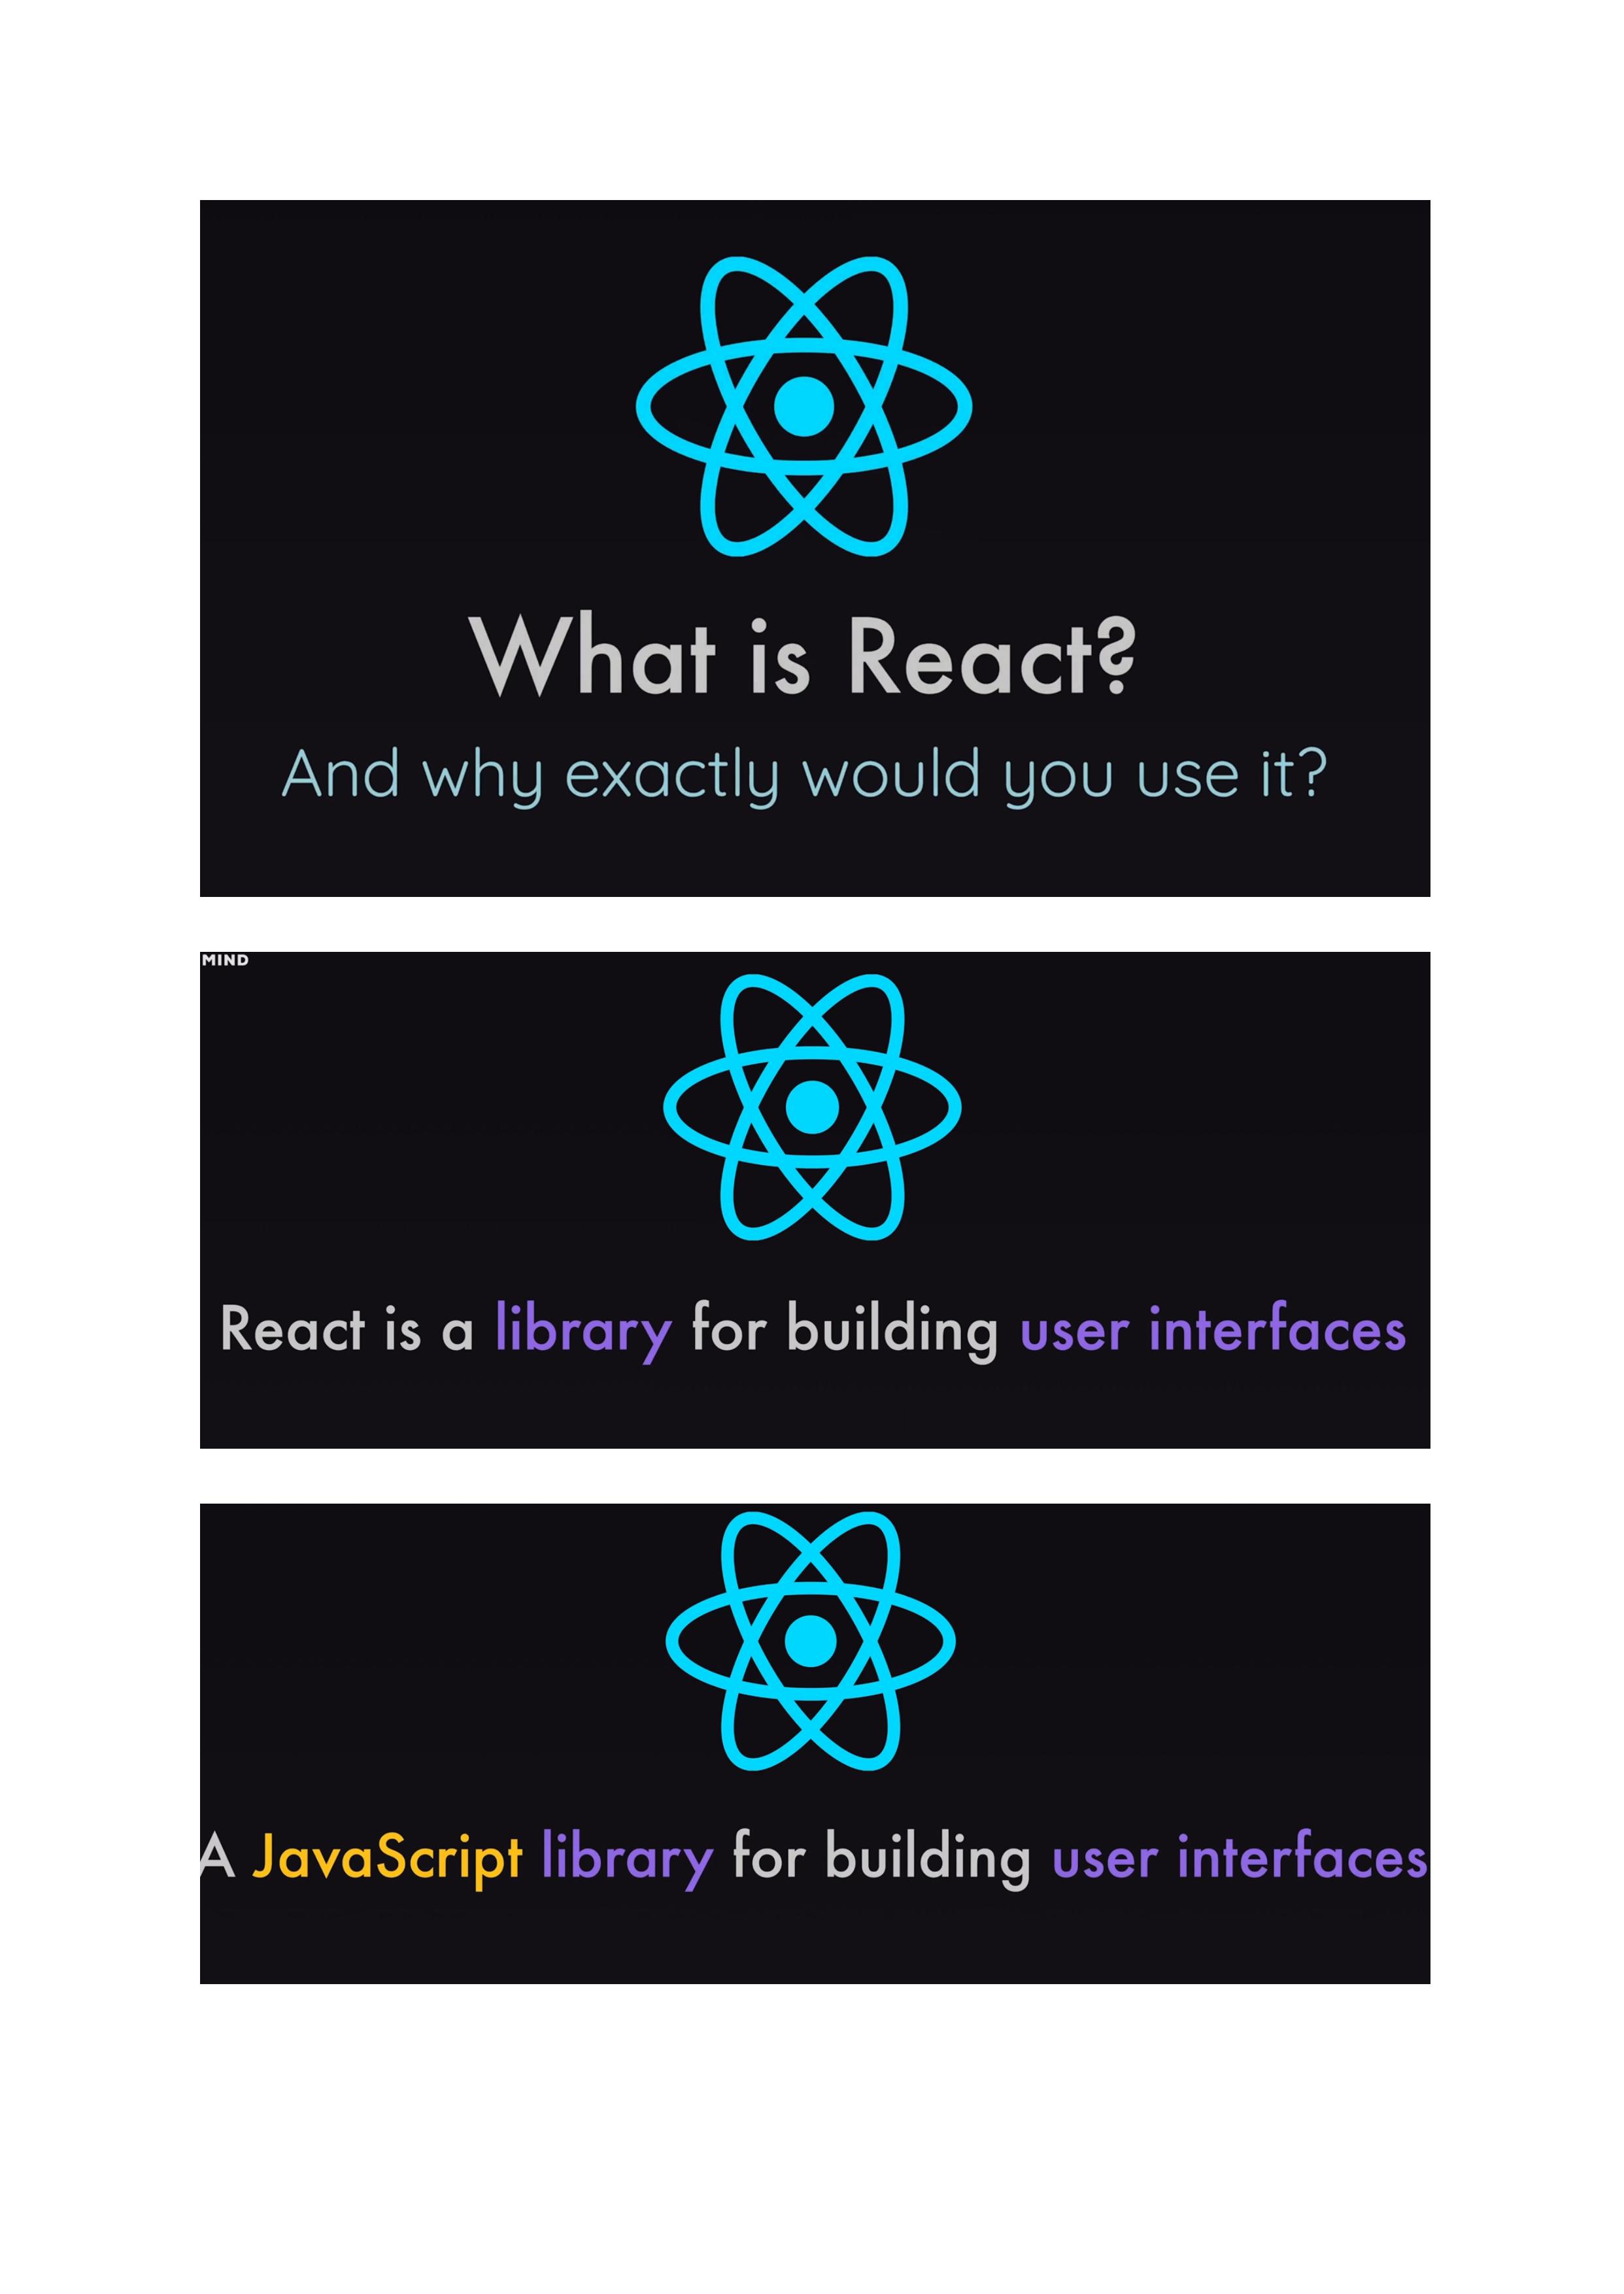 What is React?
And why exactly would you use it?
MIND
React is a library for building user interfaces
A JavaScript library for building user interfaces